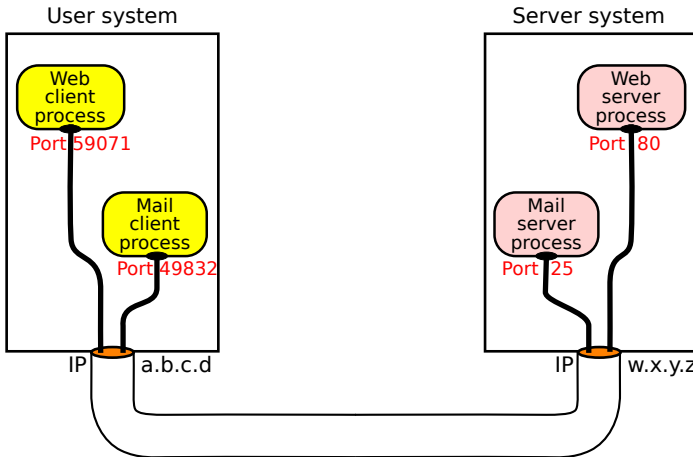 User system
Web
client
process
Port 59071
Mail
client
process
Port 49832
IP a.b.c.d
Server system
Web
server
process
Port 80
Mail
server
process
Port 25
IP w.x.y.z